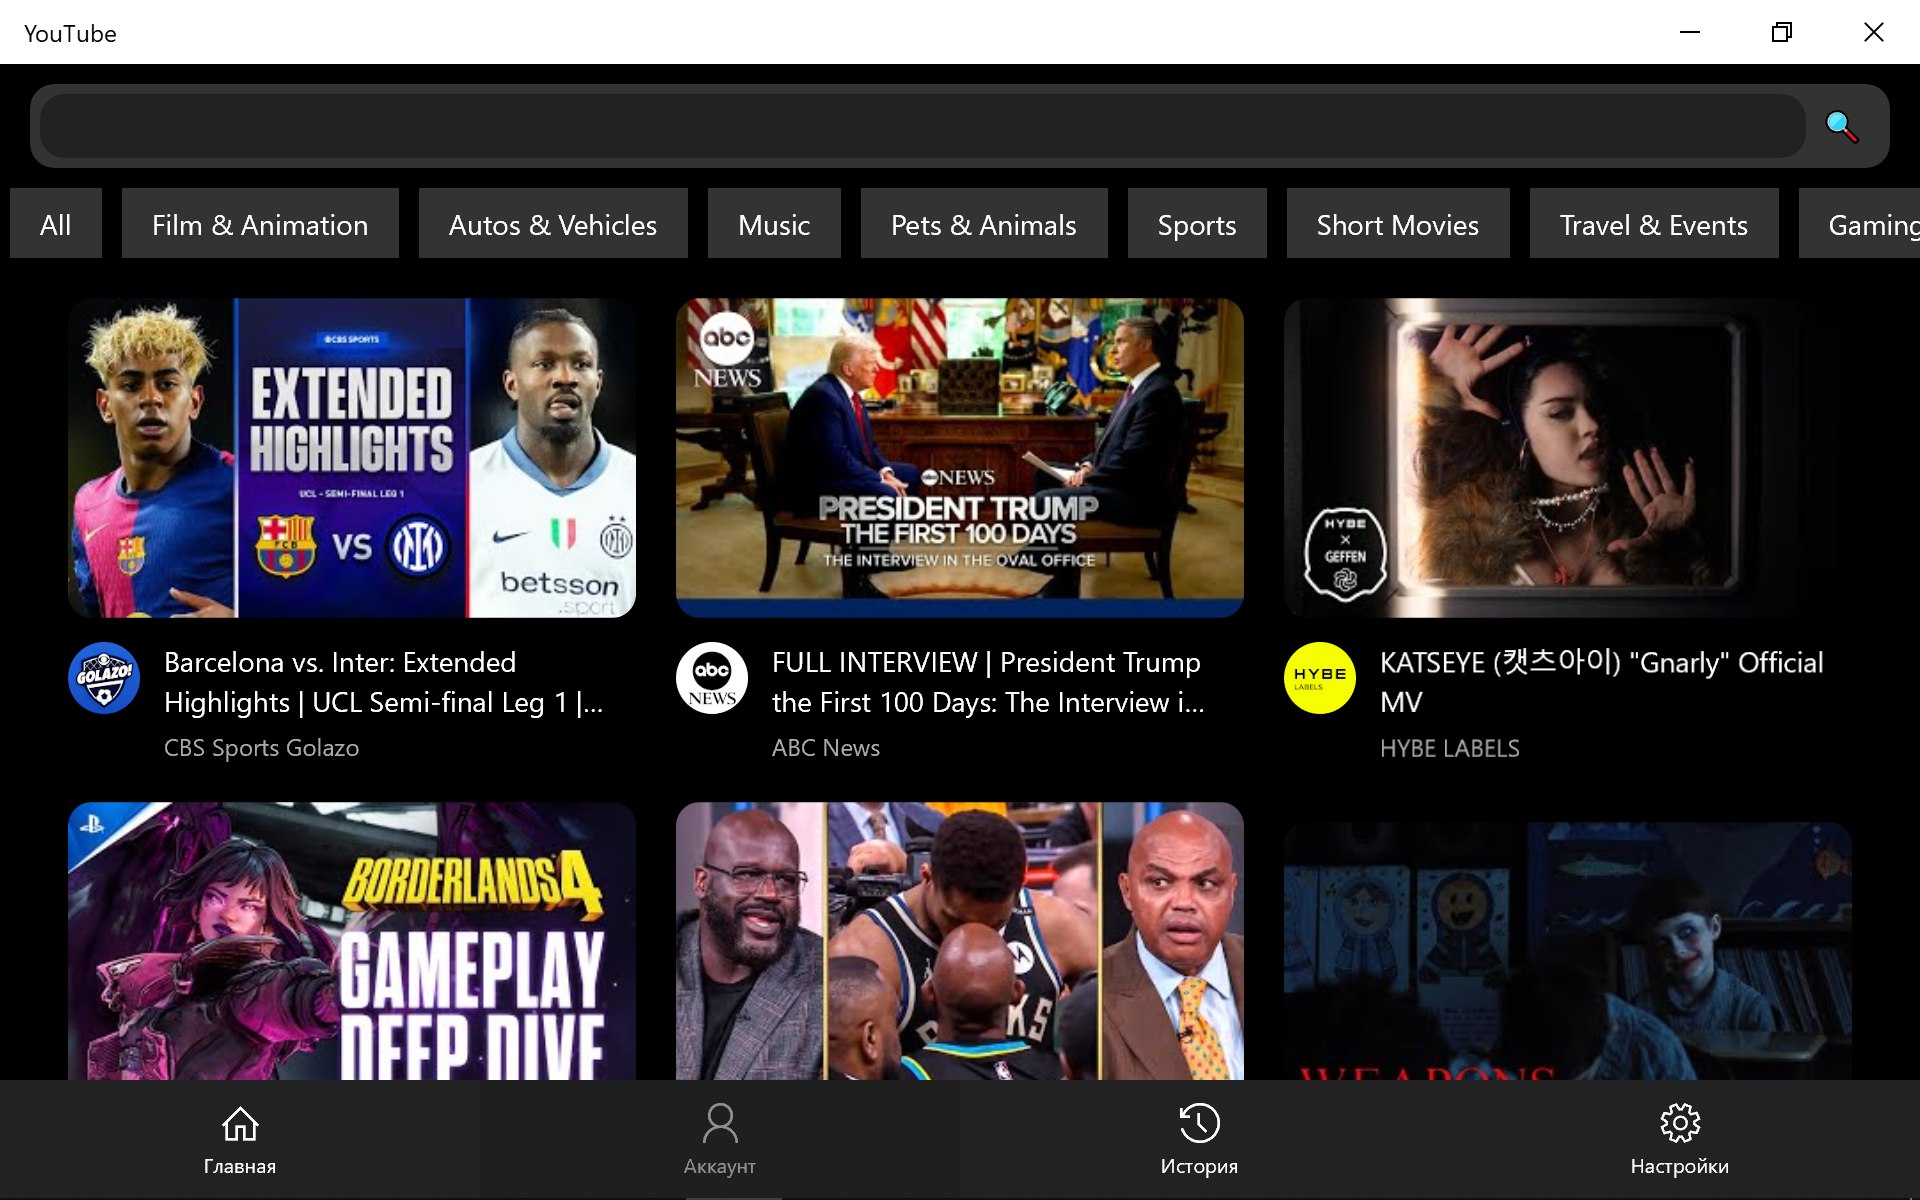 YouTube
All
Film & Animation
Autos & Vehicles
Music
Pets & Animals
Sports
Short Movies
Travel & Events
Gaming
@CBS SPORTS
EXTENDED
HIGHLIGHTS
UCL - SEMI-FINAL LEG 1
FCB
VS
betsson
.sport
abc
NEWS
abc NEWS
PRESIDENT TRUMP
THE FIRST 100 DAYS
THE INTERVIEW IN THE OVAL OFFICE
HYBE
×
GEFFEN
GOLAZO!
Barcelona vs. Inter: Extended
Highlights | UCL Semi-final Leg 1 |...
CBS Sports Golazo
abc
NEWS
FULL INTERVIEW | President Trump
the First 100 Days: The Interview i...
ABC News
HYBE
LABELS
KATSEYE (캣츠아이) "Gnarly" Official
MV
HYBE LABELS
BORDERLANDS 4
GAMEPLAY
DEEP DIVE
WEAPONS
Главная
Аккаунт
История
Настройки